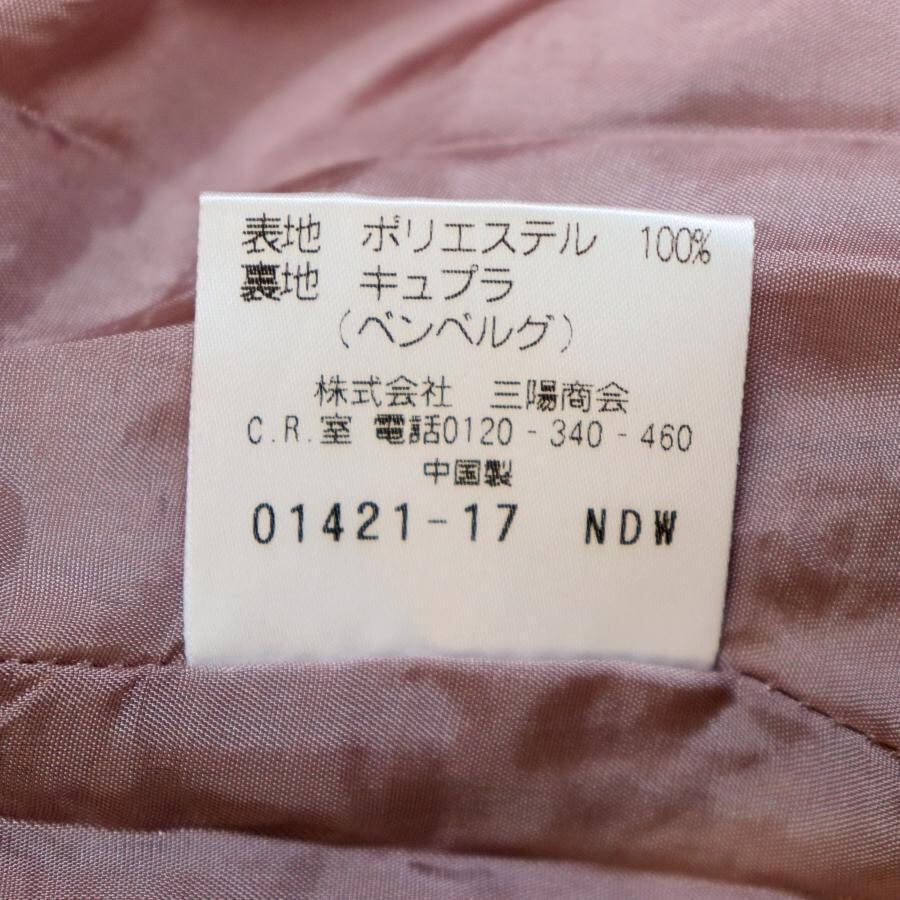 表地 ポリエステル 100%
裏地 キュプラ
(ベンベルグ)
株式会社 三陽商会
C.R.室 電話0120-340-460
中国製
01421-17 NDW